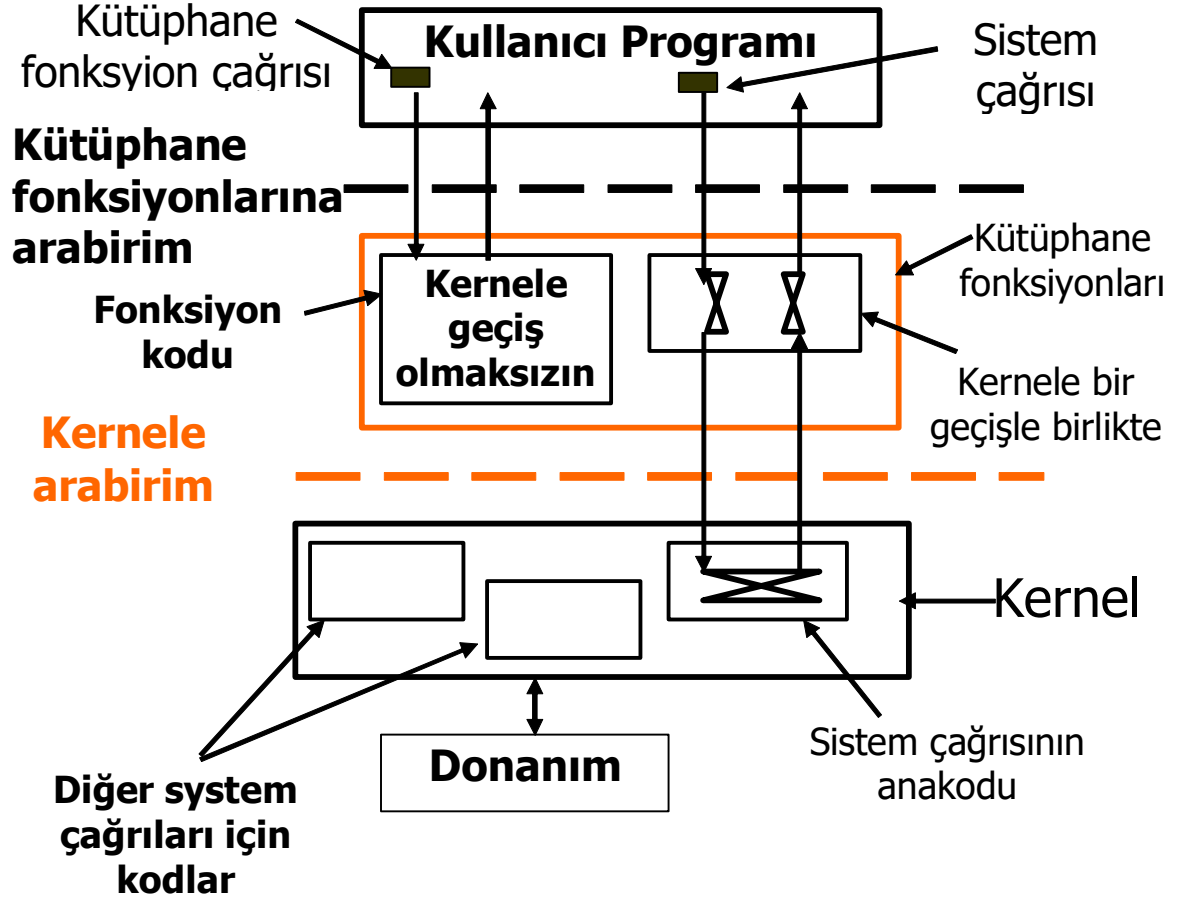 Kütüphane
fonksyion çağrısı
Kullanıcı Programı
Sistem
çağrısı
Kütüphane
fonksiyonlarına
arabirim
Kütüphane
fonksiyonları
Fonksiyon
kodu
Kernele
geçiş
olmaksızın
Kernele bir
geçişle birlikte
Kernele
arabirim
Kernel
Donanım
Sistem çağrısının
anakodu
Diğer system
çağrıları için
kodlar